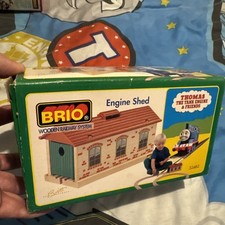 BRIO
WOODEN RAILWAY SYSTEM
Engine Shed
THOMAS
THE TANK ENGINE
& FRIENDS